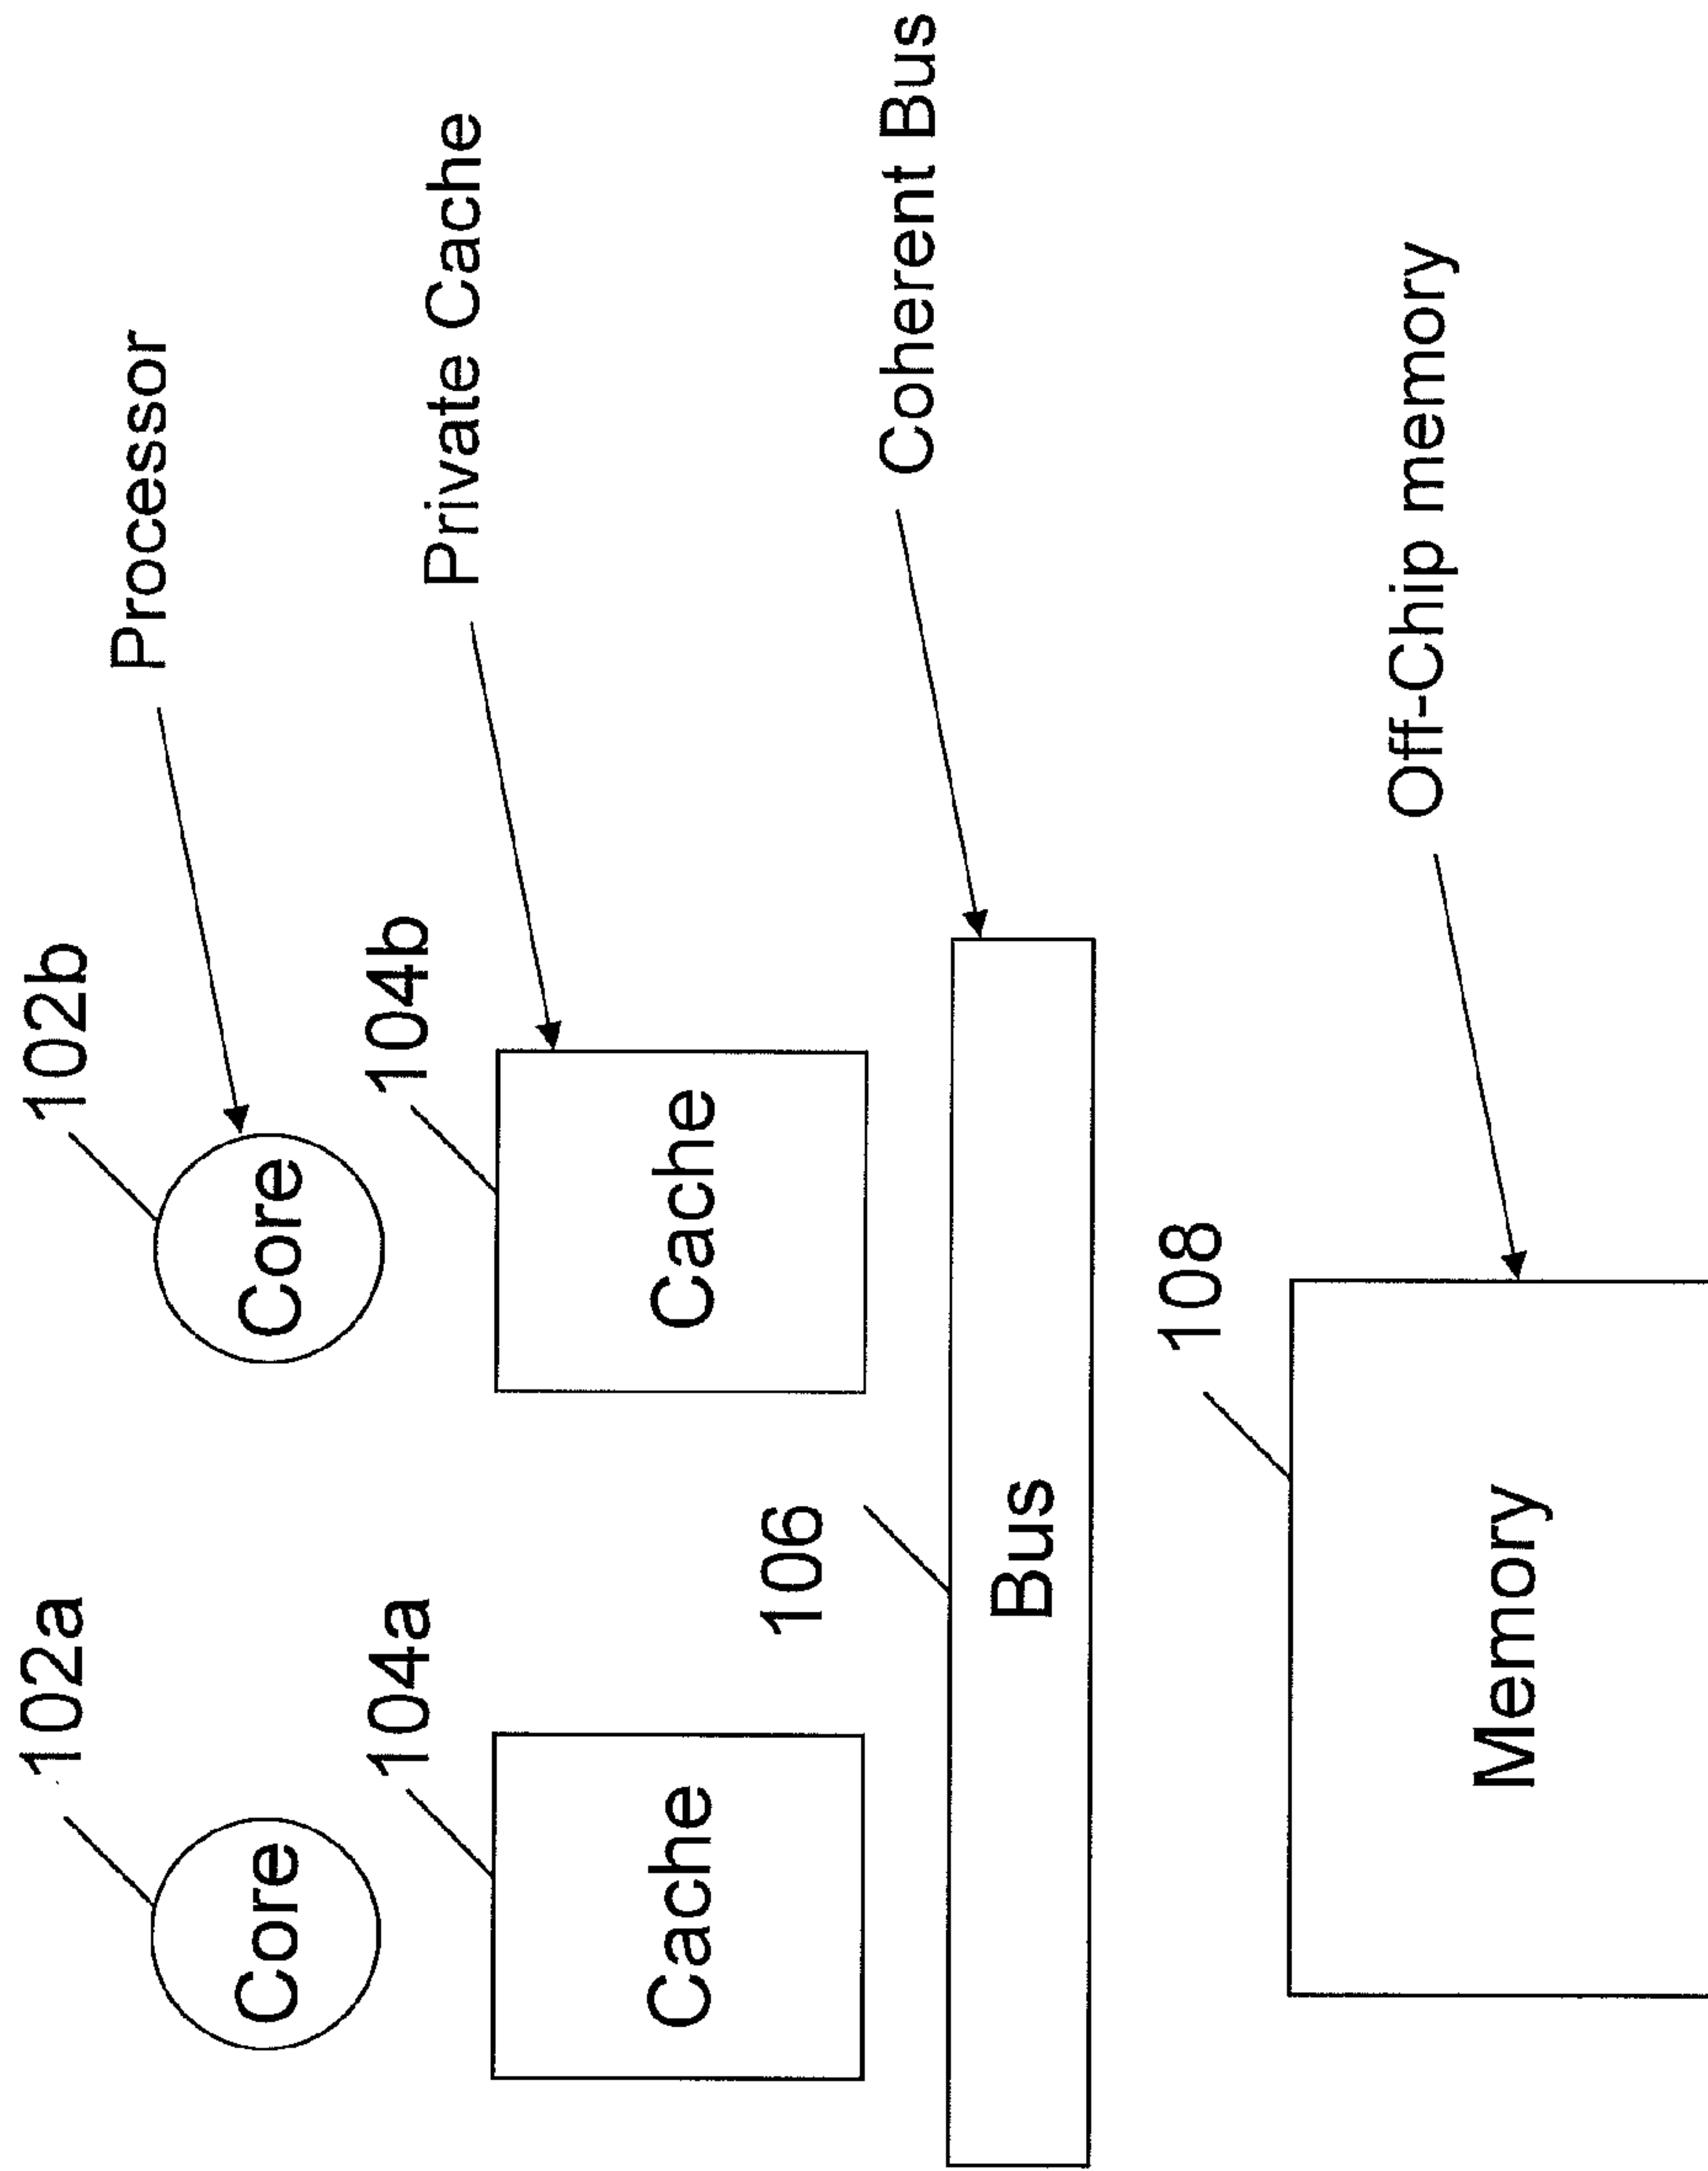 102a
102b
Core
Core
Processor
104a
104b
Private Cache
Cache
Cache
106
Coherent Bus
Bus
108
Off-Chip memory
Memory